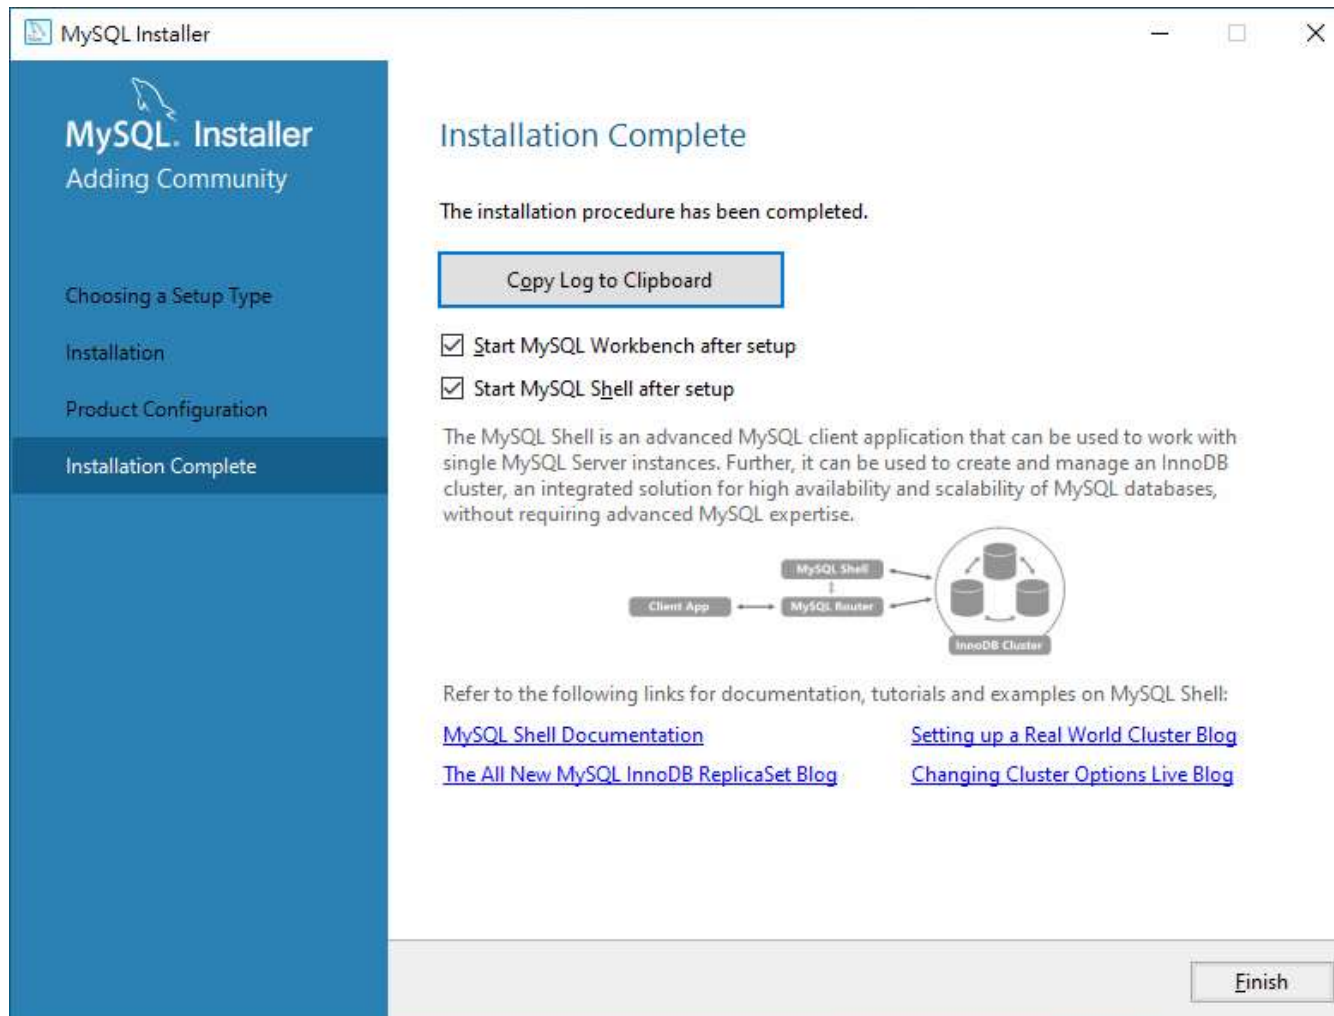 MySQL Installer
MySQL. Installer
Adding Community
Choosing a Setup Type
Installation
Product Configuration
Installation Complete
Installation Complete
The installation procedure has been completed.
Copy Log to Clipboard
Start MySQL Workbench after setup
Start MySQL Shell after setup
The MySQL Shell is an advanced MySQL client application that can be used to work with
single MySQL Server instances. Further, it can be used to create and manage an InnoDB
cluster, an integrated solution for high availability and scalability of MySQL databases,
without requiring advanced MySQL expertise.
MySQL Shell
Client App
MySQL Router
InnoDB Cluster
Refer to the following links for documentation, tutorials and examples on MySQL Shell:
MySQL Shell Documentation
Setting up a Real World Cluster Blog
The All New MySQL InnoDB ReplicaSet Blog
Changing Cluster Options Live Blog
Finish